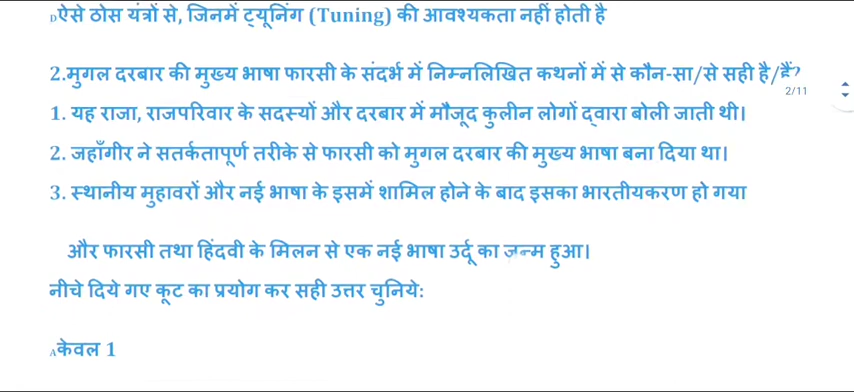 Dऐसे ठोस यंत्रों से, जिनमें ट्यूनिंग (Tuning) की आवश्यकता नहीं होती है
2.मुगल दरबार की मुख्य भाषा फारसी के संदर्भ में निम्नलिखित कथनों में से कौन-सा/से सही है/हैं?
2/11
1. यह राजा, राजपरिवार के सदस्यों और दरबार में मौजूद कुलीन लोगों द्वारा बोली जाती थी।
2. जहाँगीर ने सतर्कतापूर्ण तरीके से फारसी को मुगल दरबार की मुख्य भाषा बना दिया था।
3. स्थानीय मुहावरों और नई भाषा के इसमें शामिल होने के बाद इसका भारतीयकरण हो गया
और फारसी तथा हिंदवी के मिलन से एक नई भाषा उर्दू का जन्म हुआ।
नीचे दिये गए कूट का प्रयोग कर सही उत्तर चुनिये:
Aकेवल 1